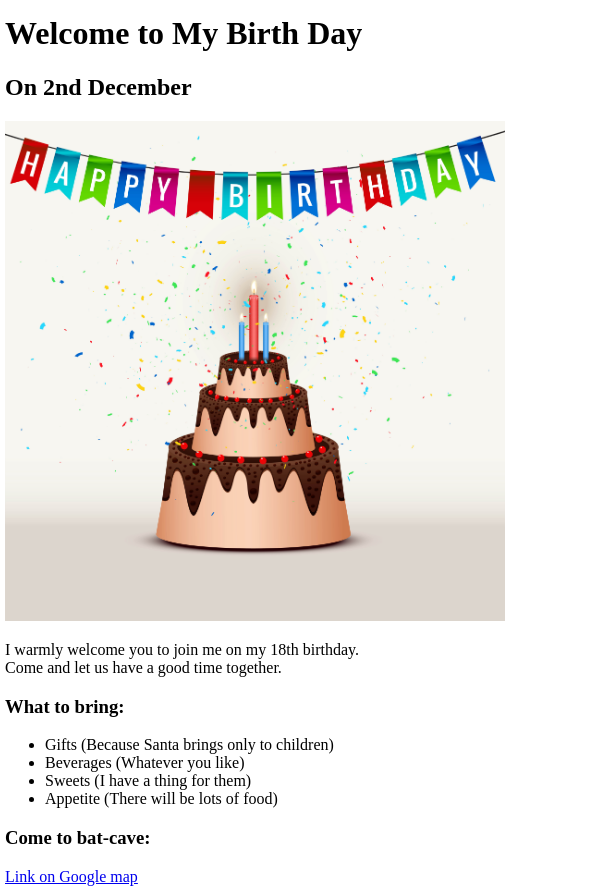 Welcome to My Birth Day
On 2nd December
HAPPY BIRTHDAY
I warmly welcome you to join me on my 18th birthday.
Come and let us have a good time together.
What to bring:
Gifts (Because Santa brings only to children)
Beverages (Whatever you like)
Sweets (I have a thing for them)
Appetite (There will be lots of food)
Come to bat-cave:
Link on Google map